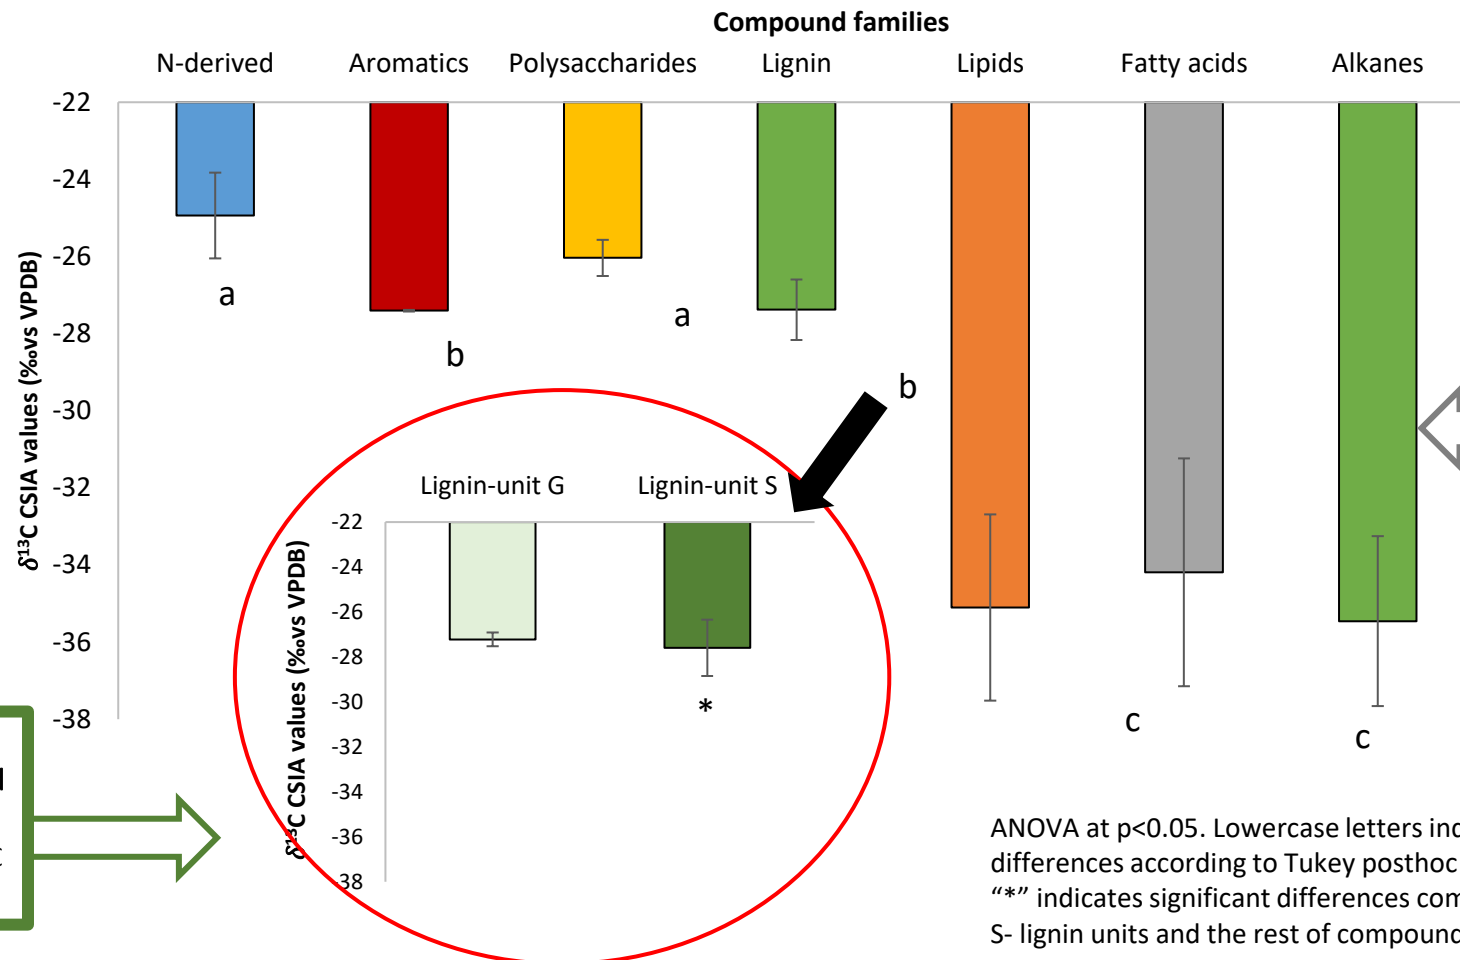 Compound families
N-derived Aromatics Polysaccharides Lignin Lipids Fatty acids Alkanes
-22
-24
-26
-28
-30
-32
-34
-36
-38
δ¹³C CSIA values (‰vs VPDB)
a
b
a
b
c
c
Lignin-unit G Lignin-unit S
-22
-24
-26
-28
-30
-32
-34
-36
-38
δ¹³C CSIA values (‰vs VPDB)
*
ANOVA at p<0.05. Lowercase letters
differences according to Tukey posthoc
“*” indicates significant differences
S- lignin units and the rest of